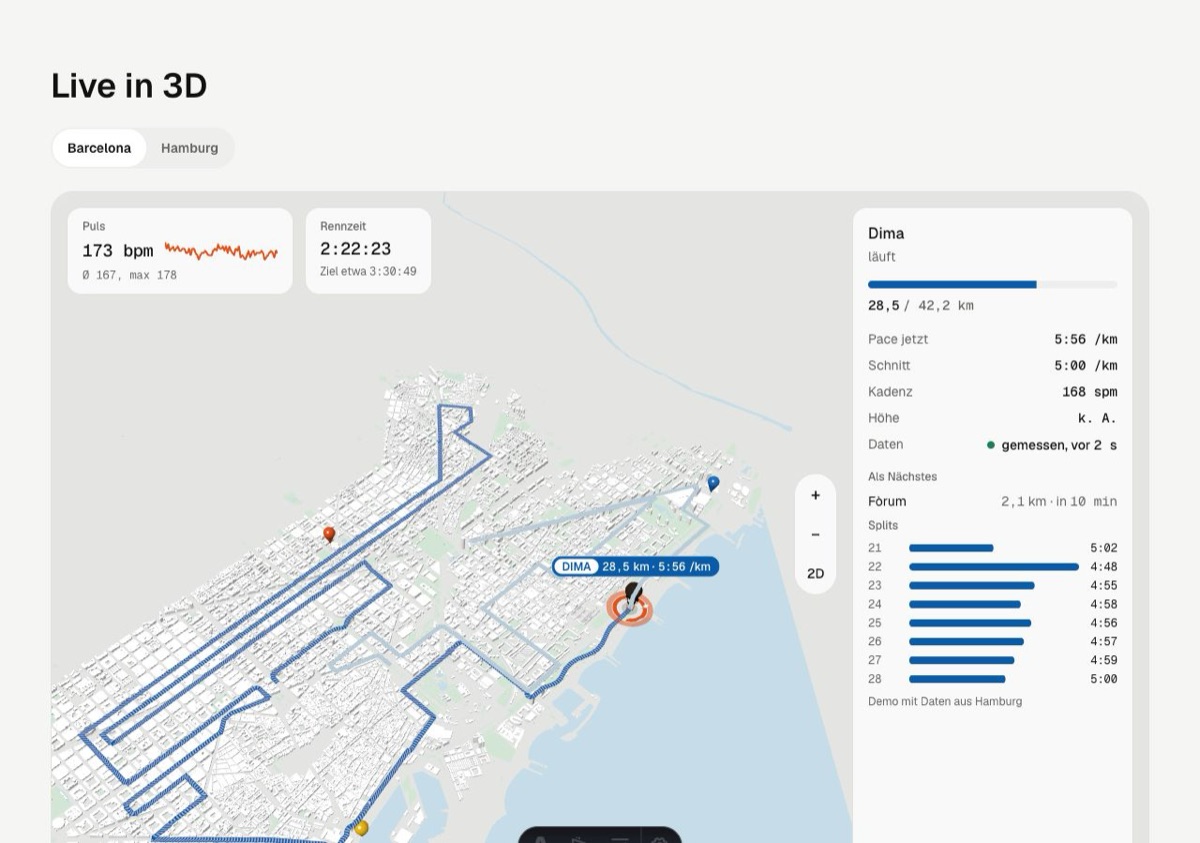 Live in 3D
Barcelona
Hamburg
Puls
173 bpm
Ø 167, max 178
Rennzeit
2:22:23
Ziel etwa 3:30:49
Dima
läuft
28,5 / 42,2 km
Pace jetzt 5:56 /km
Schnitt 5:00 /km
Kadenz 168 spm
Höhe k. A.
Daten gemessen, vor 2 s
Als Nächstes
Fòrum 2,1 km · in 10 min
Splits
21 5:02
22 4:48
23 4:55
24 4:58
25 4:56
26 4:57
27 4:59
28 5:00
Demo mit Daten aus Hamburg
+
−
2D
DIMA 28,5 km · 5:56 /km